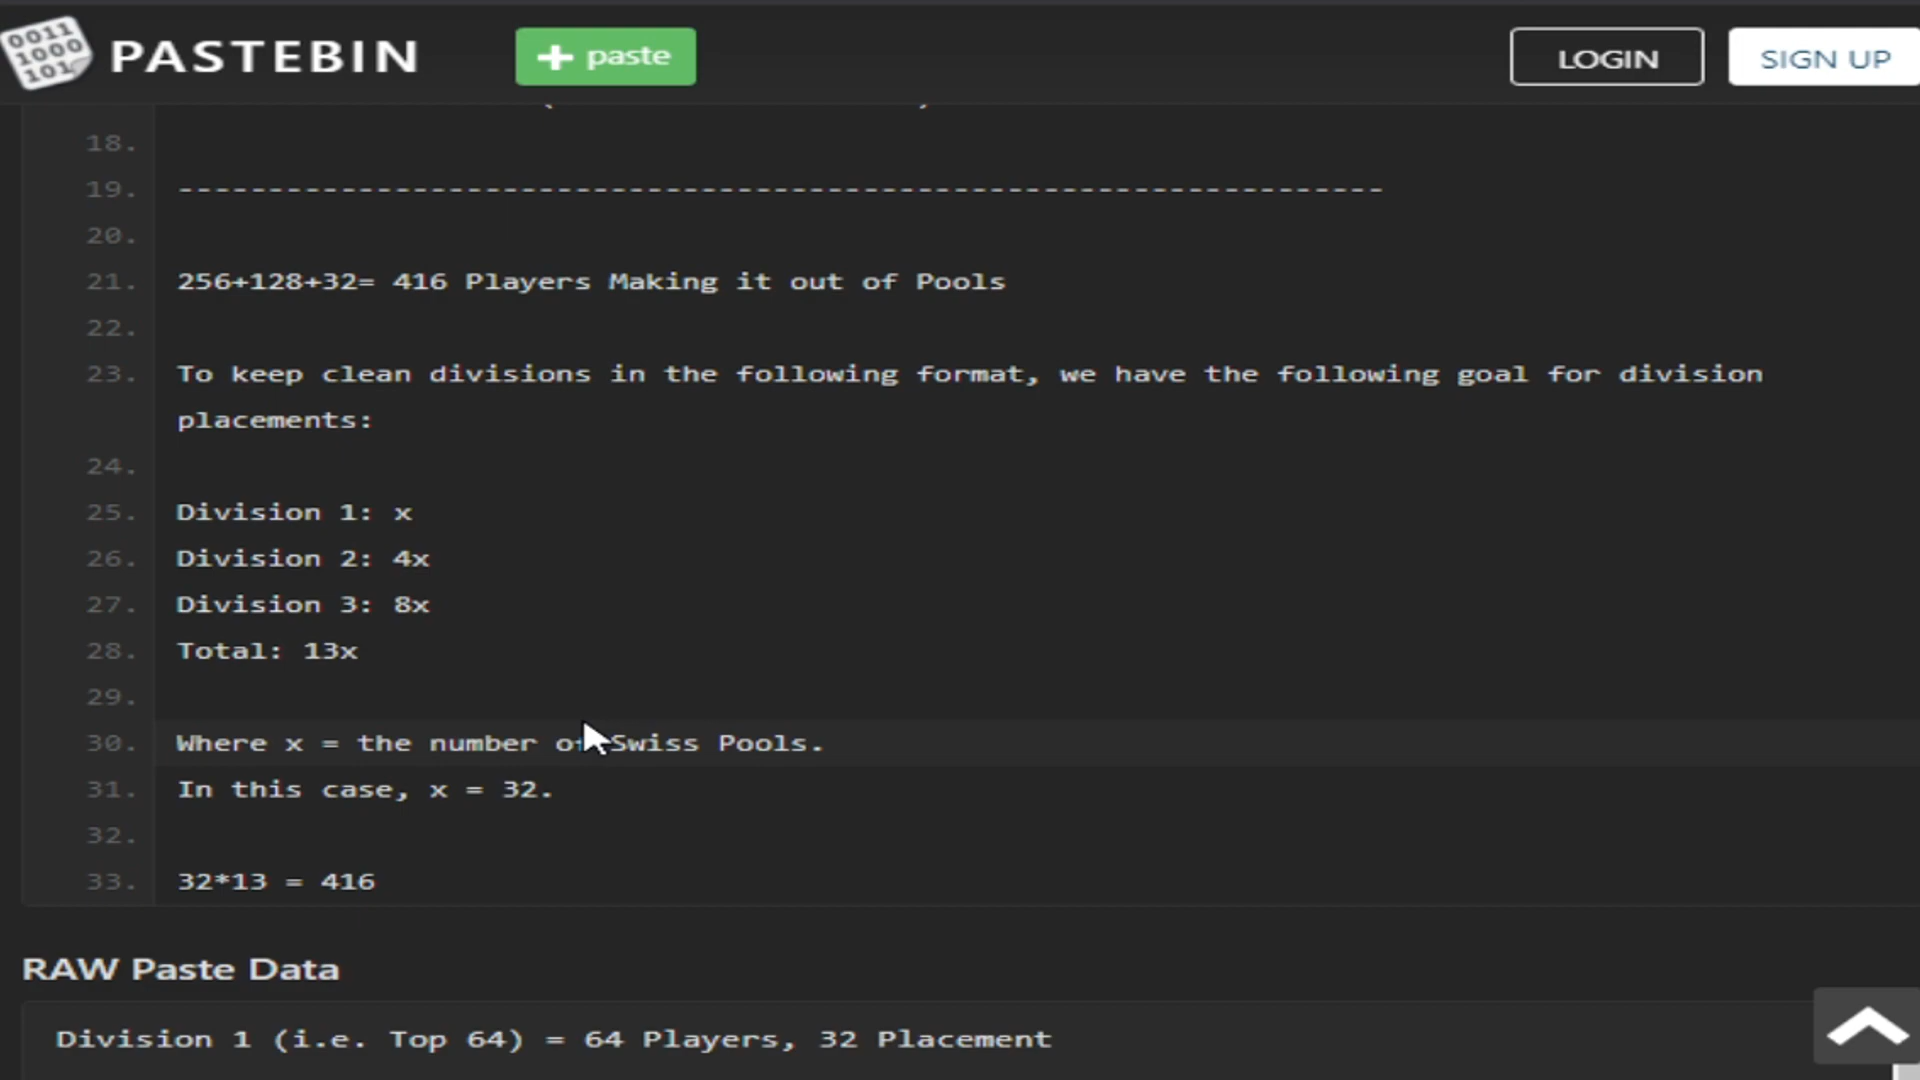 0011
1000
101
PASTEBIN
+ paste
LOGIN
SIGN UP
18.
19. -------------------------------------------------------------------
20.
21. 256+128+32= 416 Players Making it out of Pools
22.
23. To keep clean divisions in the following format, we have the following goal for division
placements:
24.
25. Division 1: x
26. Division 2: 4x
27. Division 3: 8x
28. Total: 13x
29.
30. Where x = the number of Swiss Pools.
31. In this case, x = 32.
32.
33. 32*13 = 416
RAW Paste Data
Division 1 (i.e. Top 64) = 64 Players, 32 Placement